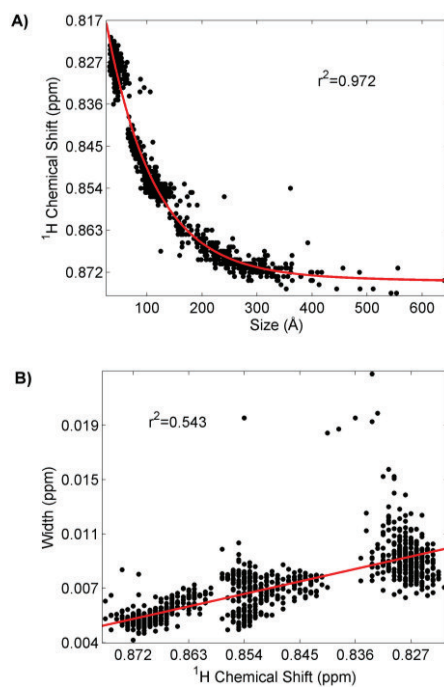 A)
0.817
0.827
0.836
0.845
0.854
0.863
0.872
¹H Chemical Shift (ppm)
r²=0.972
100 200 300 400 500 600
Size (Å)
B)
0.019
0.015
0.011
0.007
0.004
Width (ppm)
r²=0.543
0.872 0.863 0.854 0.845 0.836 0.827
¹H Chemical Shift (ppm)